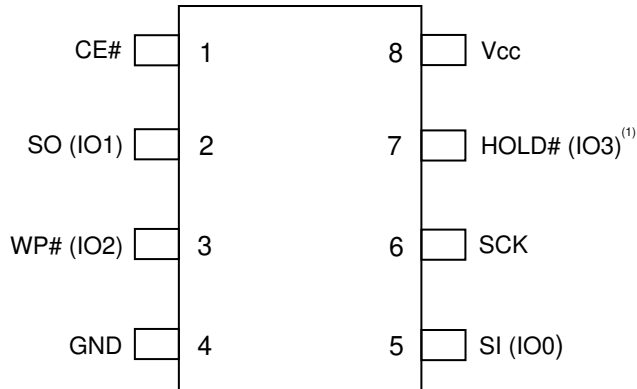 CE# 1 8 Vcc
SO (IO1) 2 7 HOLD# (IO3)(1)
WP# (IO2) 3 6 SCK
GND 4 5 SI (IO0)